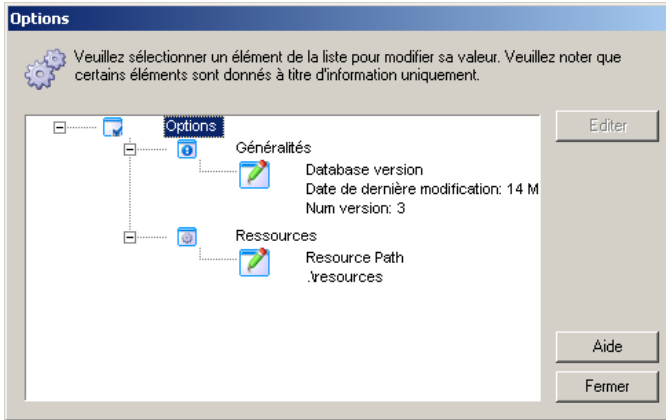 Options
Veuillez sélectionner un élément de la liste pour modifier sa valeur. Veuillez noter que
certains éléments sont donnés à titre d'information uniquement.
Options
Editer
Généralités
Database version
Date de dernière modification: 14 M
Num version: 3
Ressources
Resource Path
.\resources
Aide
Fermer